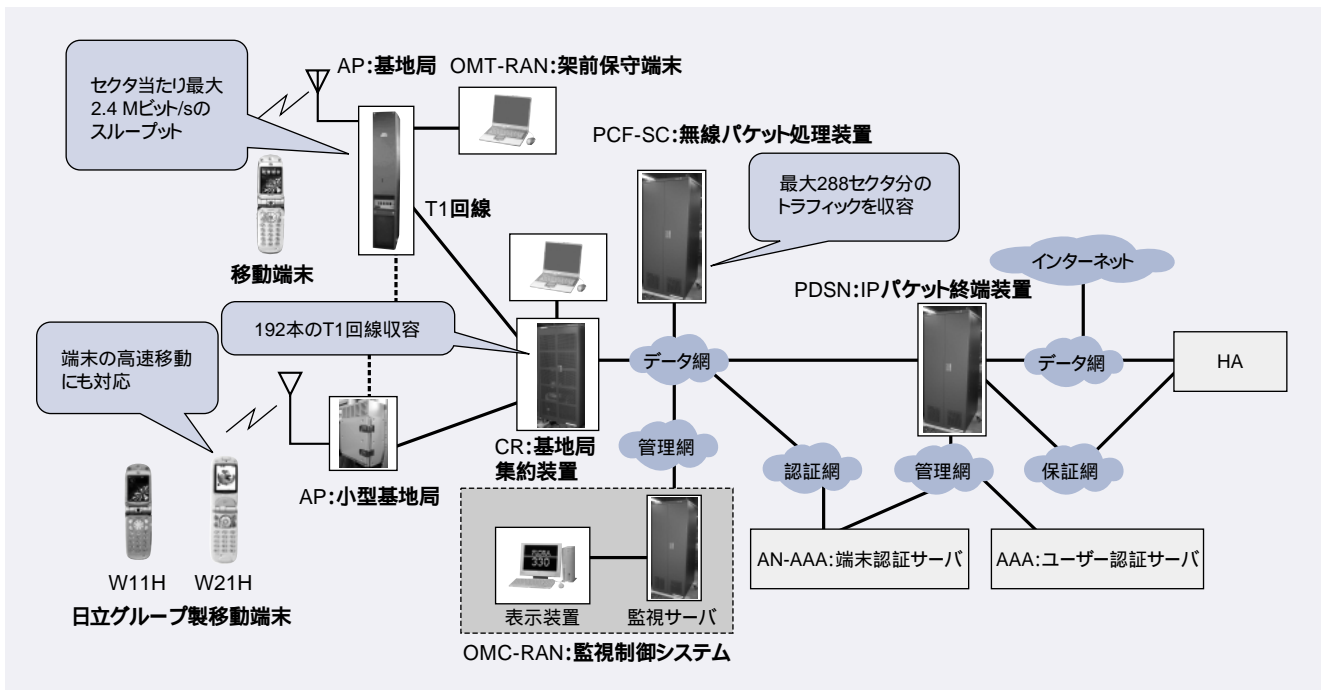 AP:基地局
OMT-RAN:架前保守端末
セクタ当たり最大
2.4 Mビット/sの
スループット
PCF-SC:無線パケット処理装置
最大288セクタ分の
トラフィックを収容
T1回線
移動端末
インターネット
PDSN:IPパケット終端装置
192本のT1回線収容
端末の高速移動
にも対応
データ網
データ網
HA
CR:基地局
集約装置
管理網
認証網
管理網
保証網
AP:小型基地局
W11H
W21H
日立グループ製移動端末
330
表示装置
監視サーバ
AN-AAA:端末認証サーバ
AAA:ユーザー認証サーバ
OMC-RAN:監視制御システム